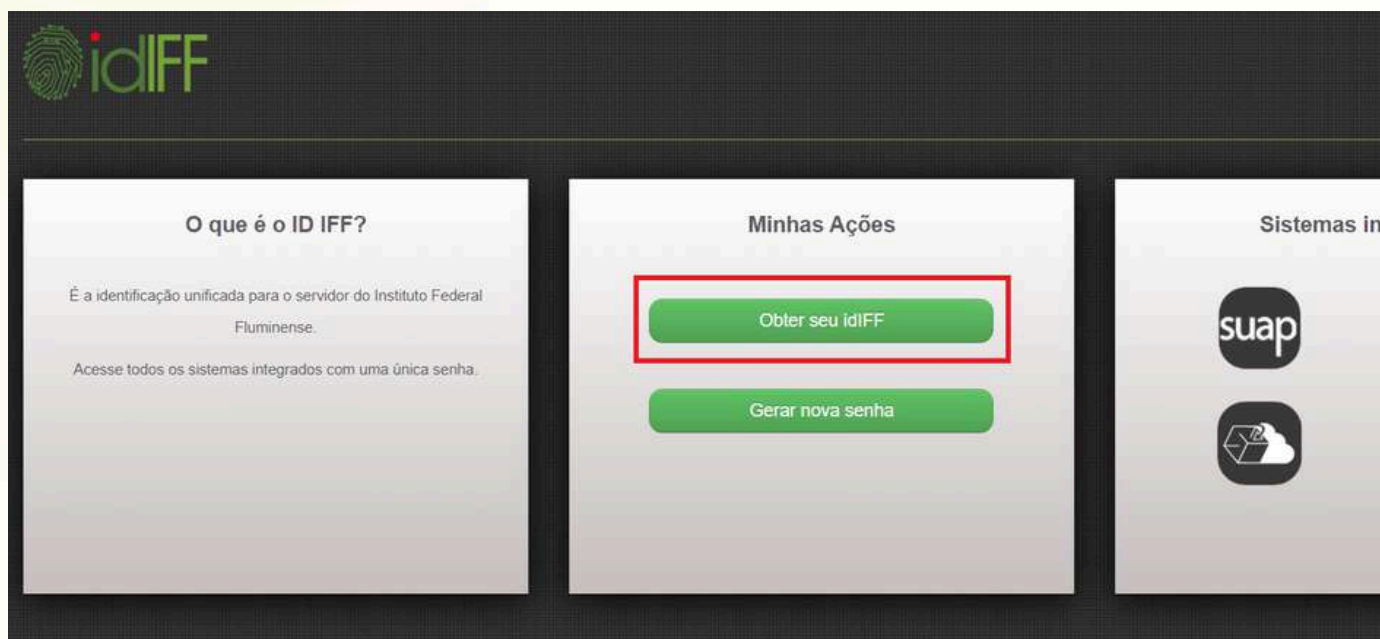 idIFF
O que é o ID IFF?
É a identificação unificada para o servidor do Instituto Federal
Fluminense.
Acesse todos os sistemas integrados com uma única senha.
Minhas Ações
Obter seu idIFF
Gerar nova senha
Sistemas in
suap